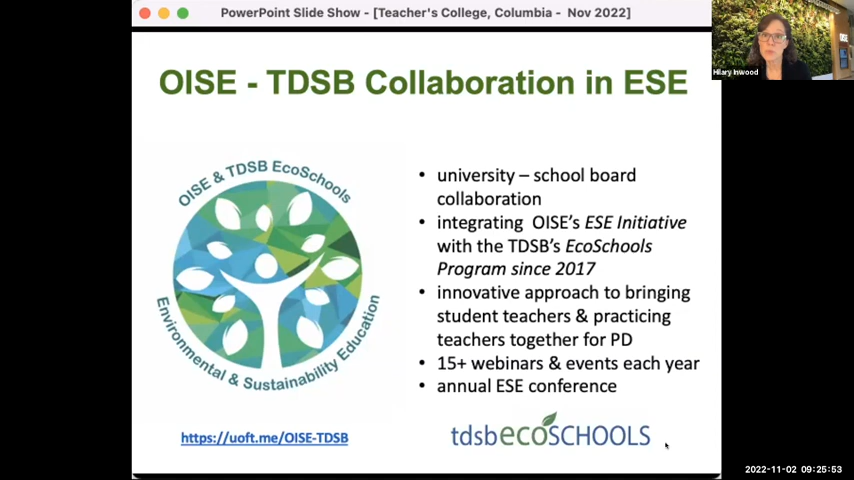 PowerPoint Slide Show - [Teacher's College, Columbia - Nov 2022]
Hilary Inwood
OISE - TDSB Collaboration in ESE
OISE & TDSB EcoSchools
Environmental & Sustainability Education
• university – school board
collaboration
• integrating OISE's ESE Initiative
with the TDSB's EcoSchools
Program since 2017
• innovative approach to bringing
student teachers & practicing
teachers together for PD
• 15+ webinars & events each year
• annual ESE conference
https://uoft.me/OISE-TDSB
tdsbecoSCHOOLS
2022-11-02 09:25:53